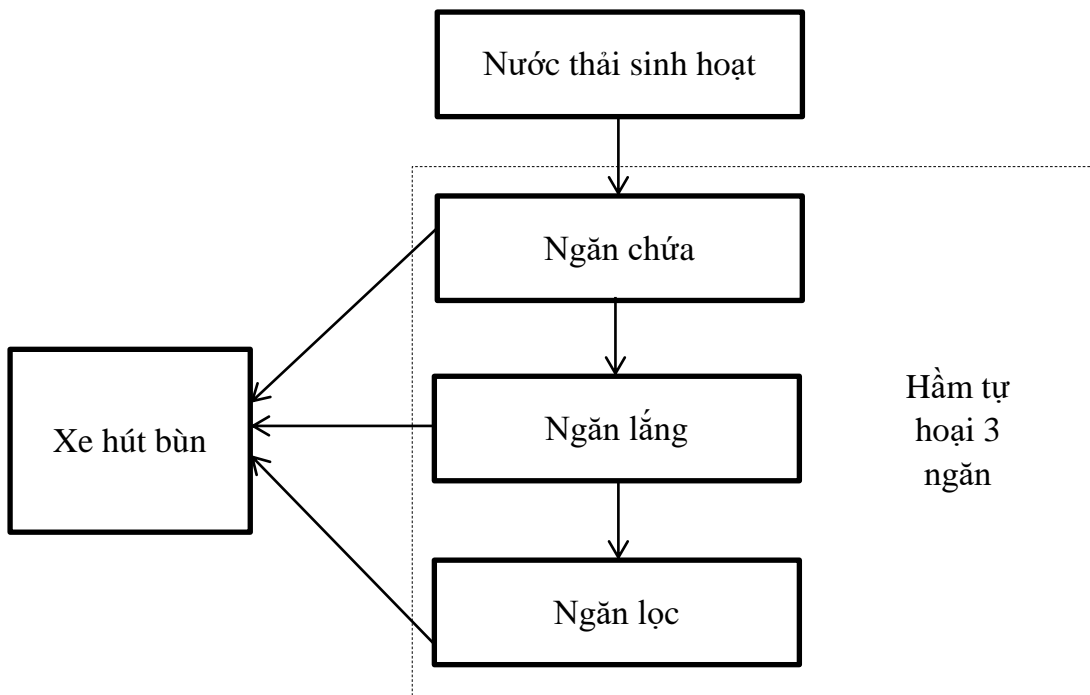 Nước thải sinh hoạt
Ngăn chứa
Xe hút bùn
Ngăn lắng
Hầm tự
hoại 3
ngăn
Ngăn lọc